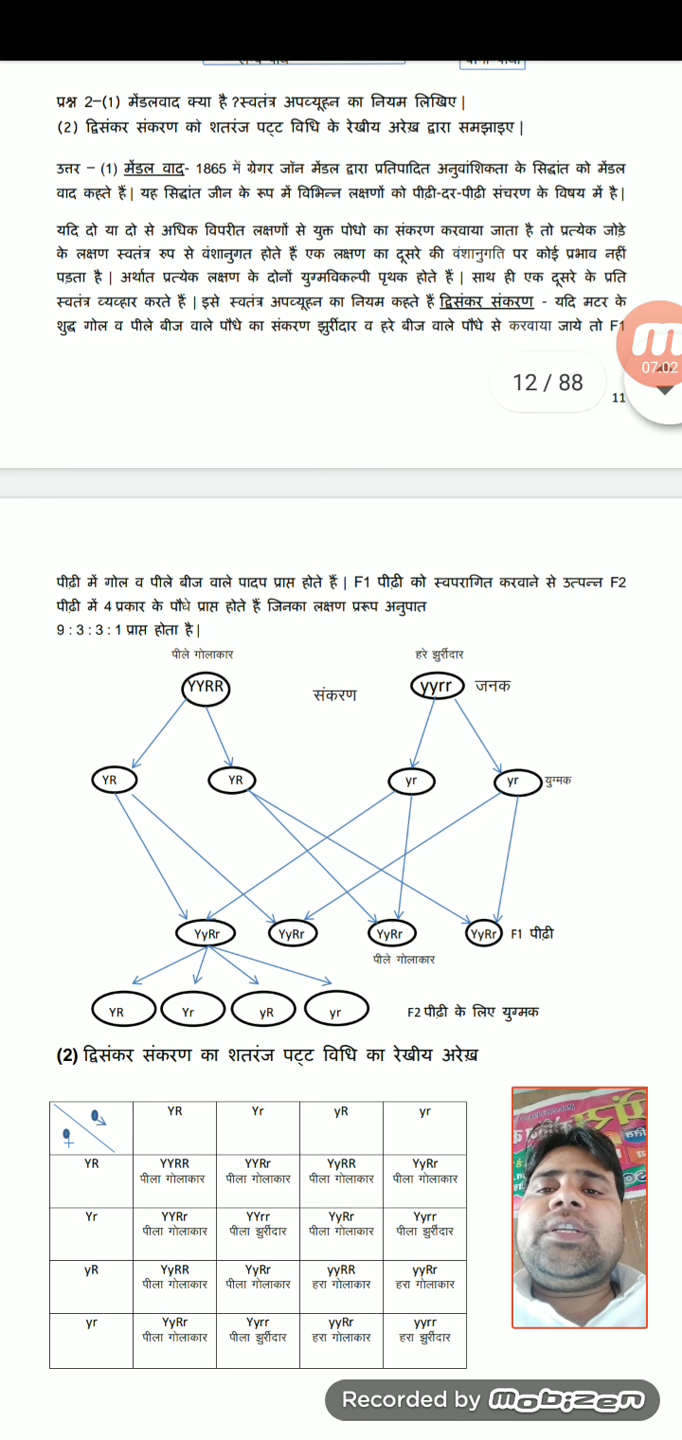 प्रश्न 2–(1) मेंडलवाद क्या है ?स्वतंत्र अपव्यूहन का नियम लिखिए |
(2) द्विसंकर संकरण को शतरंज पट्ट विधि के रेखीय अरेख़ द्वारा समझाइए |
उत्तर – (1) मेंडल वाद- 1865 में ग्रेगर जॉन मेंडल द्वारा प्रतिपादित अनुवांशिकता के सिद्धांत को मेंडल
वाद कहते हैं| यह सिद्धांत जीन के रूप में विभिन्न लक्षणों को पीढ़ी-दर-पीढ़ी संचरण के विषय में है|
यदि दो या दो से अधिक विपरीत लक्षणों से युक्त पोधो का संकरण करवाया जाता है तो प्रत्येक जोड़े
के लक्षण स्वतंत्र रुप से वंशानुगत होते हैं एक लक्षण का दूसरे की वंशानुगति पर कोई प्रभाव नहीं
पड़ता है | अर्थात प्रत्येक लक्षण के दोनों युग्मविकल्पी पृथक होते हैं | साथ ही एक दूसरे के प्रति
स्वतंत्र व्यव्हार करते हैं | इसे स्वतंत्र अपव्यूहन का नियम कहते हैं द्विसंकर संकरण - यदि मटर के
शुद्ध गोल व पीले बीज वाले पौधे का संकरण झुर्रीदार व हरे बीज वाले पौधे से करवाया जाये तो F1
07:02
12 / 88
11
पीढ़ी में गोल व पीले बीज वाले पादप प्राप्त होते हैं | F1 पीढ़ी को स्वपरागित करवाने से उत्पन्न F2
पीढ़ी में 4 प्रकार के पौधे प्राप्त होते हैं जिनका लक्षण प्ररूप अनुपात
9 : 3 : 3 : 1 प्राप्त होता है |
पीले गोलाकार हरे झुर्रीदार
YYRR संकरण yyrr जनक
YR YR yr yr युग्मक
YyRr YyRr YyRr YyRr F1 पीढ़ी
पीले गोलाकार
YR Yr yR yr F2 पीढ़ी के लिए युग्मक
(2) द्विसंकर संकरण का शतरंज पट्ट विधि का रेखीय अरेख़
YR Yr yR yr
YR YYRR YYRr YyRR YyRr
पीला गोलाकार पीला गोलाकार पीला गोलाकार पीला गोलाकार
Yr YYRr YYrr YyRr Yyrr
पीला गोलाकार पीला झुर्रीदार पीला गोलाकार पीला झुर्रीदार
yR YyRR YyRr yyRR yyRr
पीला गोलाकार पीला गोलाकार हरा गोलाकार हरा गोलाकार
yr YyRr Yyrr yyRr yyrr
पीला गोलाकार पीला झुर्रीदार हरा गोलाकार हरा झुर्रीदार
Recorded by Mobizen